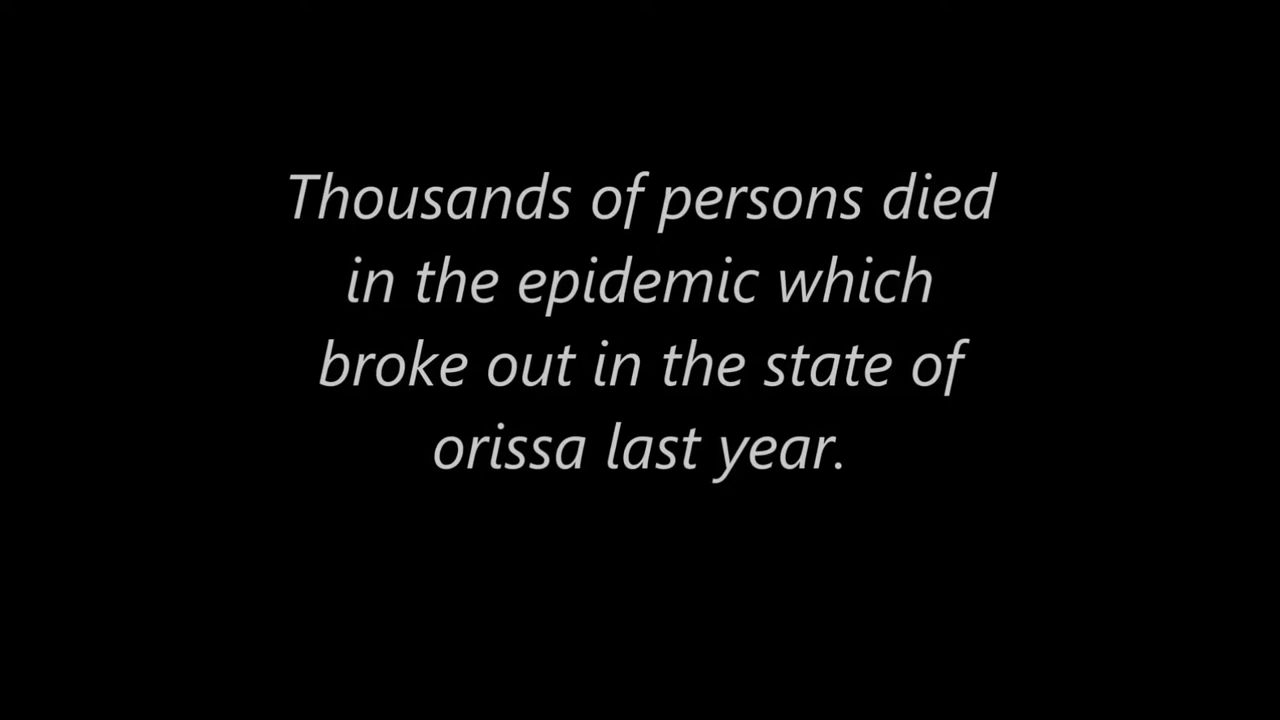 Thousands of persons died
in the epidemic which
broke out in the state of
orissa last year.